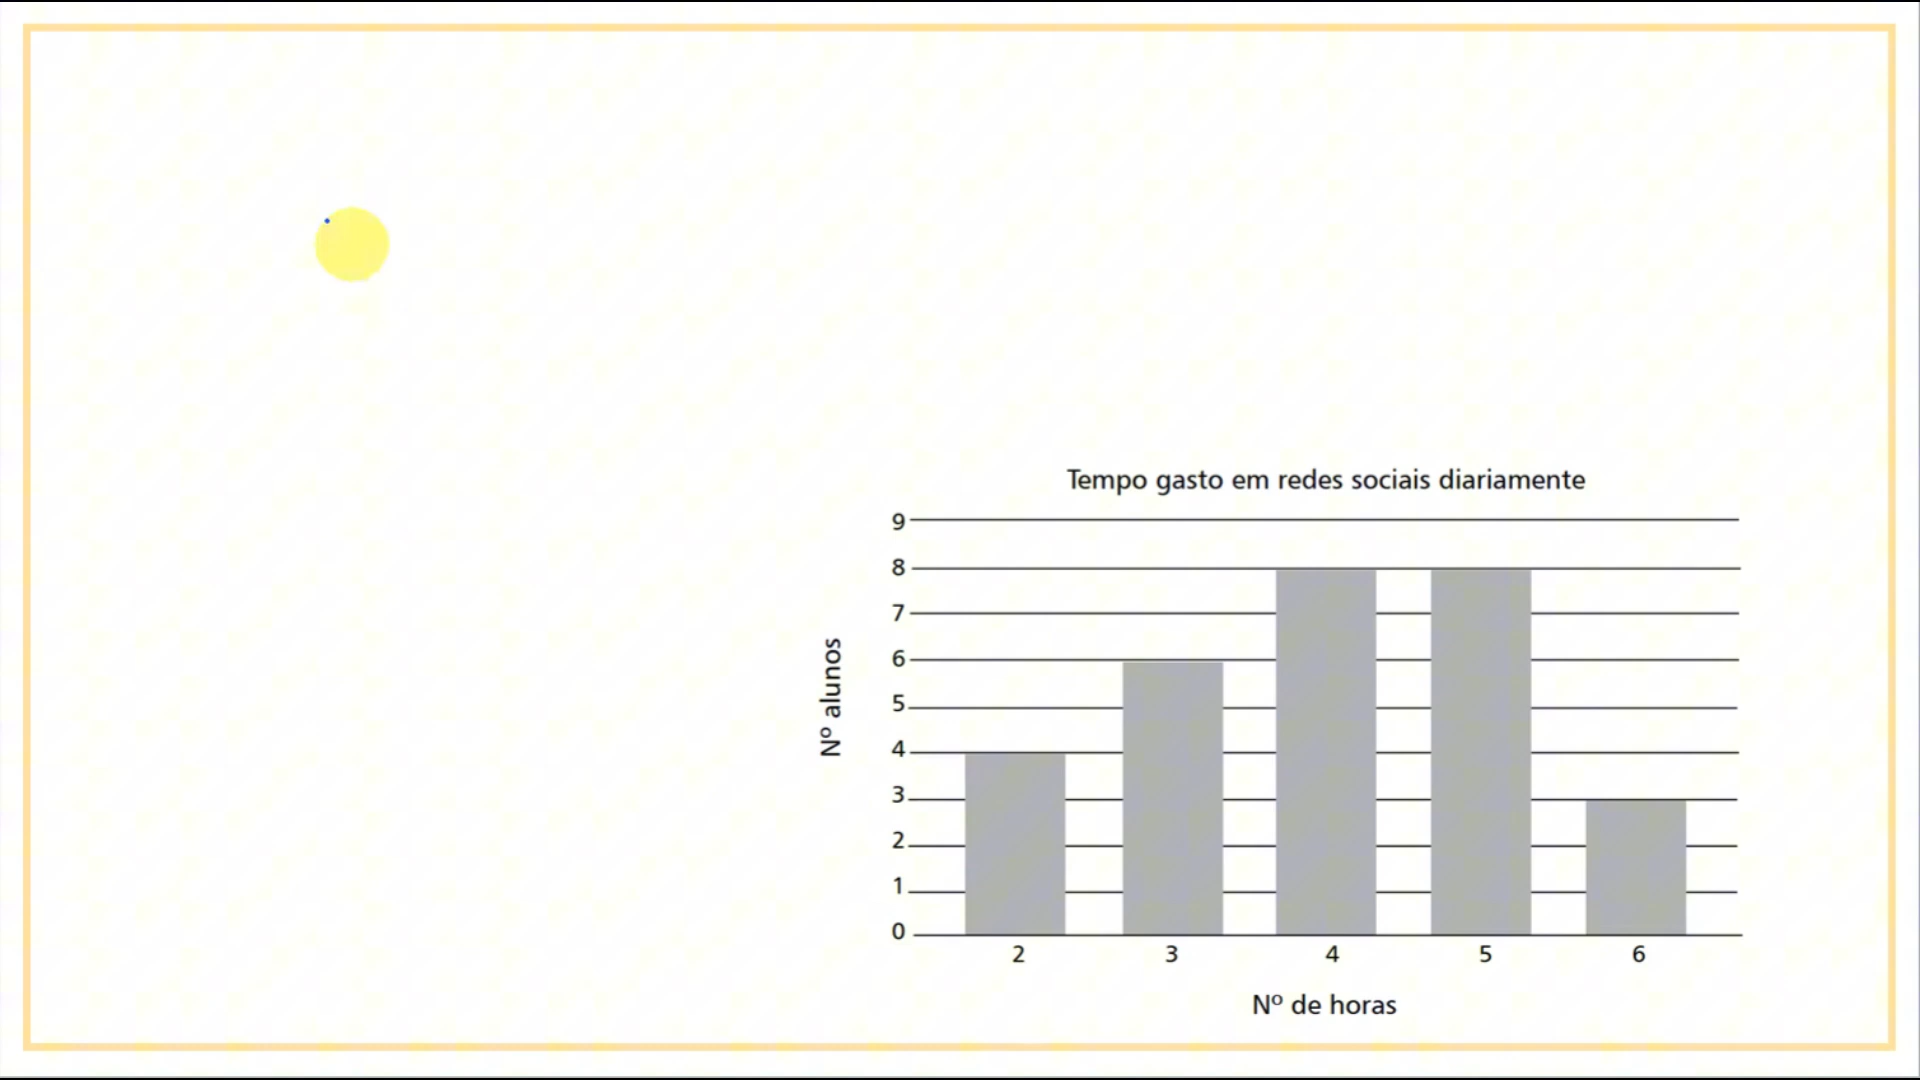 Tempo gasto em redes sociais diariamente
9
8
7
6
5
4
3
2
1
0
Nº alunos
2 3 4 5 6
Nº de horas